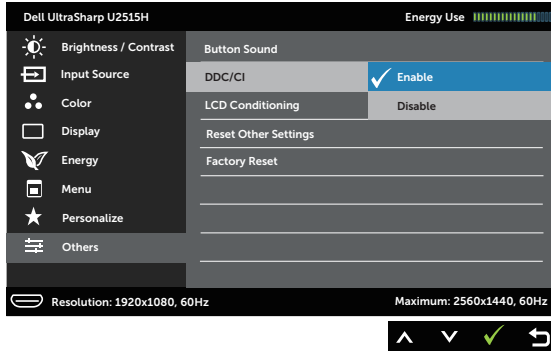 Dell UltraSharp U2515H Energy Use
Brightness / Contrast Button Sound
Input Source DDC/CI Enable
Color LCD Conditioning Disable
Display Reset Other Settings
Energy Factory Reset
Menu
Personalize
Others
Resolution: 1920x1080, 60Hz Maximum: 2560x1440, 60Hz